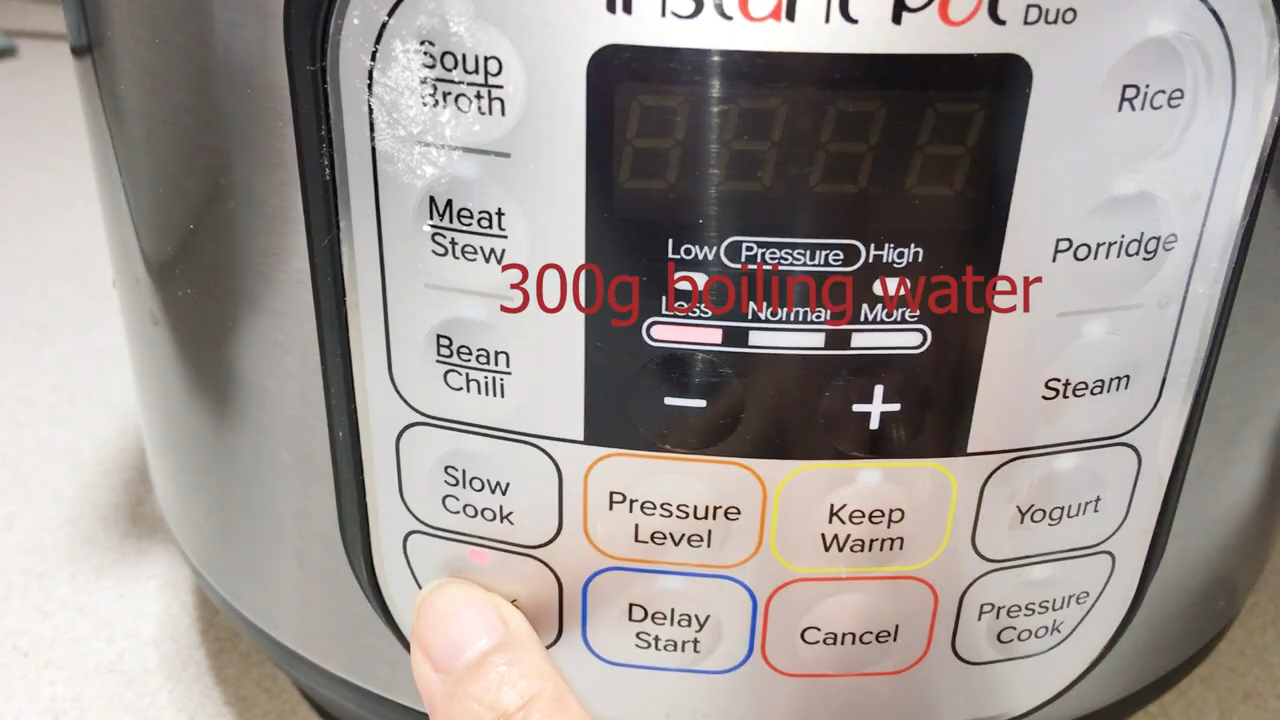 Instant Pot Duo
Soup
Broth
Meat
Stew
Bean
Chili
Low Pressure High
300g boiling water
Less Normal More
- +
Rice
Porridge
Steam
Slow
Cook
Pressure
Level
Keep
Warm
Yogurt
Delay
Start
Cancel
Pressure
Cook